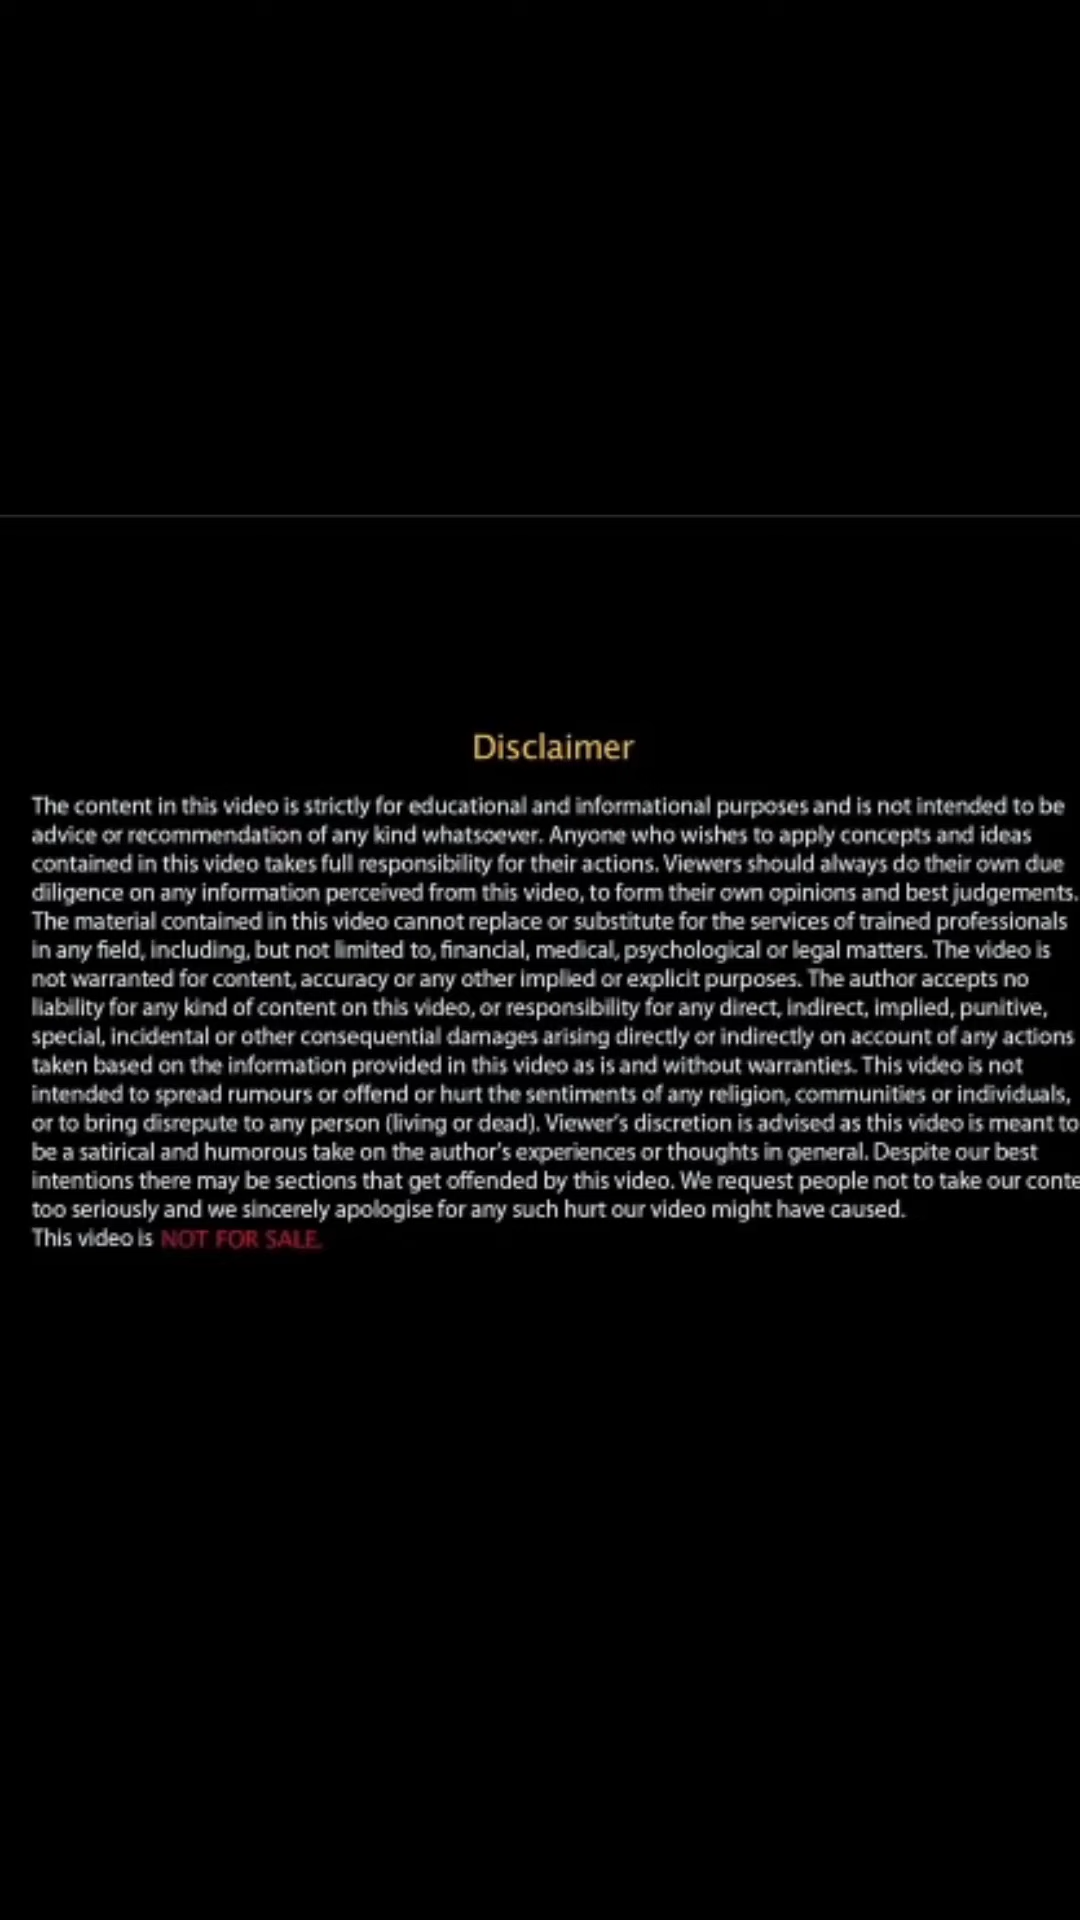 Disclaimer
The content in this video is strictly for educational and informational purposes and is not intended to be
advice or recommendation of any kind whatsoever. Anyone who wishes to apply concepts and ideas
contained in this video takes full responsibility for their actions. Viewers should always do their own due
diligence on any information perceived from this video, to form their own opinions and best judgements.
The material contained in this video cannot replace or substitute for the services of trained professionals
in any field, including, but not limited to, financial, medical, psychological or legal matters. The video is
not warranted for content, accuracy or any other implied or explicit purposes. The author accepts no
liability for any kind of content on this video, or responsibility for any direct, indirect, implied, punitive,
special, incidental or other consequential damages arising directly or indirectly on account of any actions
taken based on the information provided in this video as is and without warranties. This video is not
intended to spread rumours or offend or hurt the sentiments of any religion, communities or individuals,
or to bring disrepute to any person (living or dead). Viewer's discretion is advised as this video is meant to
be a satirical and humorous take on the author's experiences or thoughts in general. Despite our best
intentions there may be sections that get offended by this video. We request people not to take our conte
too seriously and we sincerely apologise for any such hurt our video might have caused.
This video is NOT FOR SALE.